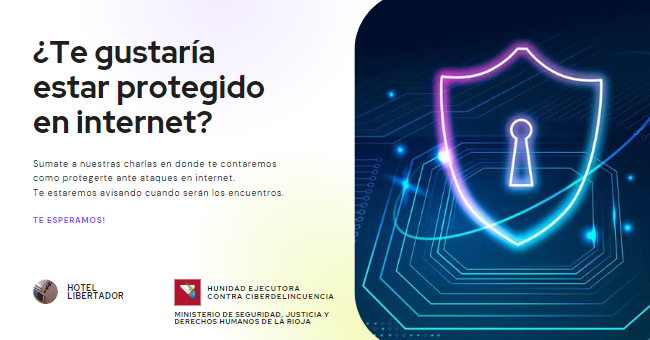 ¿Te gustaría
estar protegido
en internet?
Sumate a nuestras charlas en donde te contaremos
como protegerte ante ataques en internet.
Te estaremos avisando cuando serán los encuentros.
TE ESPERAMOS!
HOTEL
LIBERTADOR
HUNIDAD EJECUTORA
CONTRA CIBERDELINCUENCIA
MINISTERIO DE SEGURIDAD, JUSTICIA Y
DERECHOS HUMANOS DE LA RIOJA